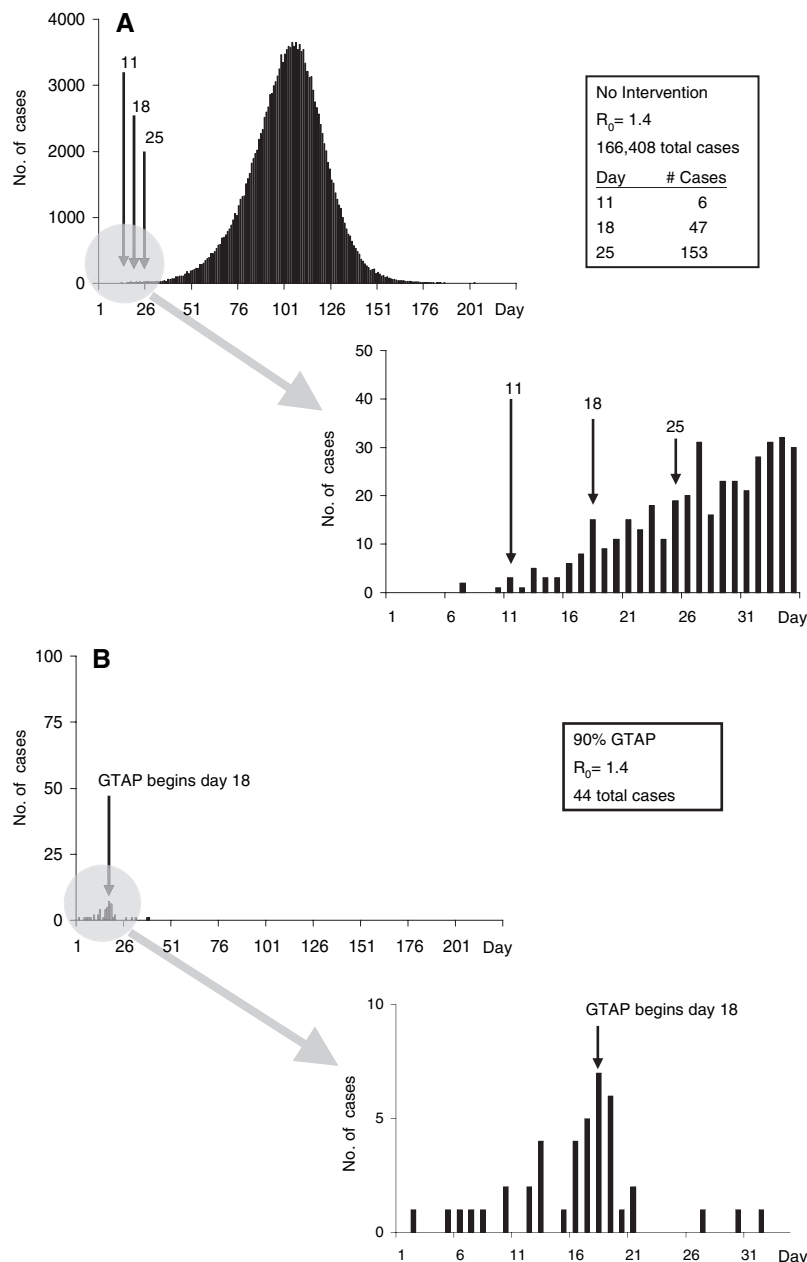 A
4000
3000
2000
1000
0
No. of cases
11
18
25
1 26 51 76 101 126 151 176 201 Day
No Intervention
R0= 1.4
166,408 total cases
Day # Cases
11 6
18 47
25 153
50
40
30
20
10
0
No. of cases
11
18
25
1 6 11 16 21 26 31 Day
B
100
75
50
25
0
No. of cases
GTAP begins day 18
1 26 51 76 101 126 151 176 201 Day
90% GTAP
R0= 1.4
44 total cases
10
5
0
No. of cases
GTAP begins day 18
1 6 11 16 21 26 31 Day